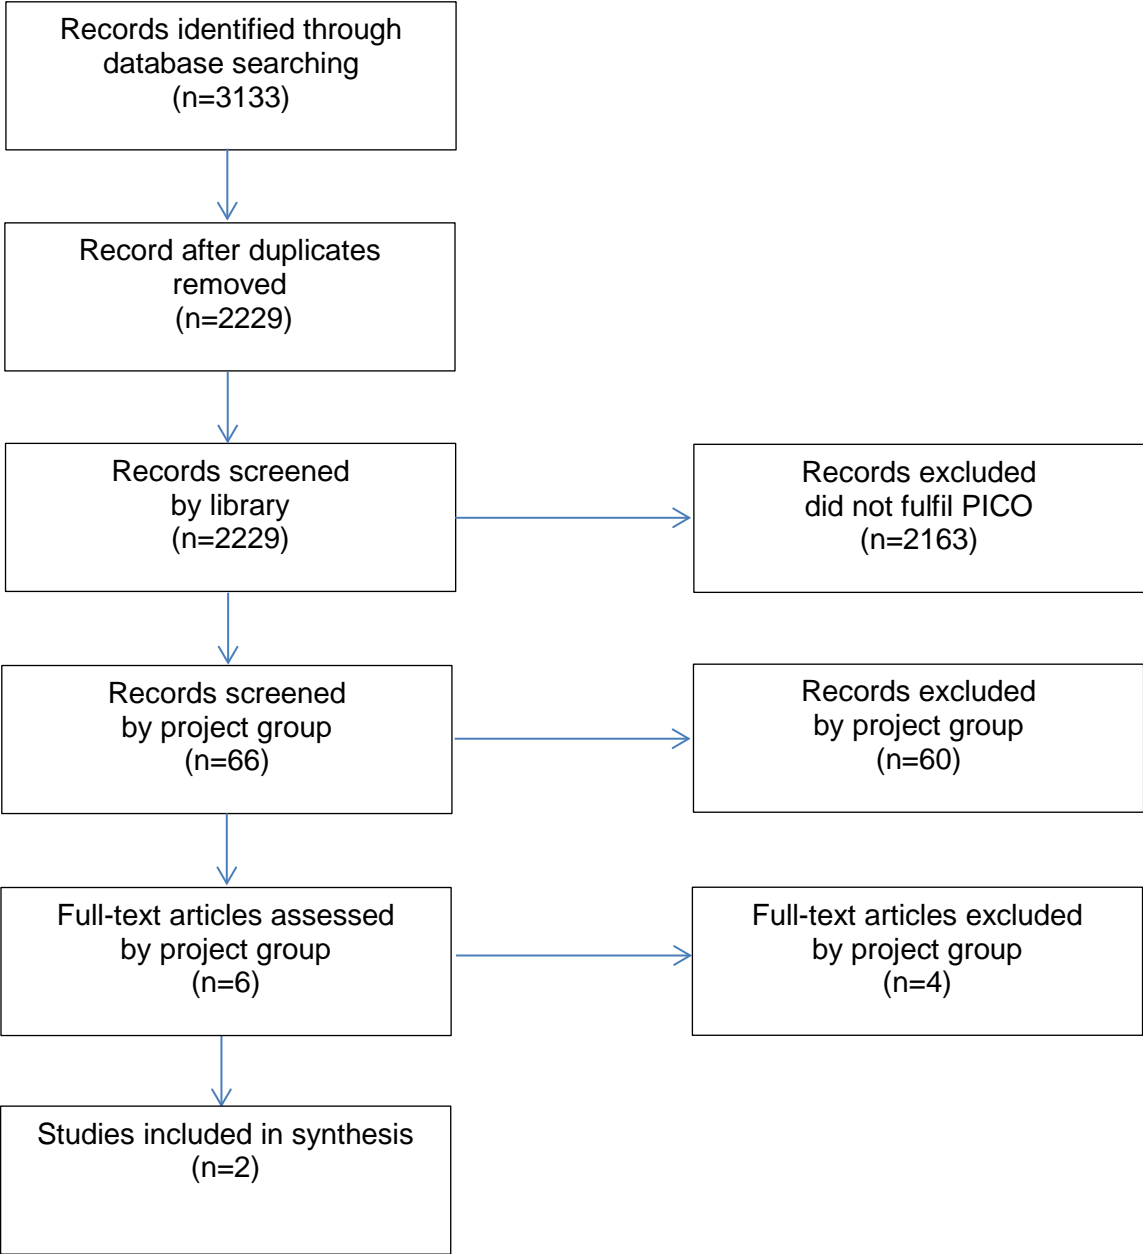 Records identified through
database searching
(n=3133)
Record after duplicates
removed
(n=2229)
Records screened
by library
(n=2229)
Records excluded
did not fulfil PICO
(n=2163)
Records screened
by project group
(n=66)
Records excluded
by project group
(n=60)
Full-text articles assessed
by project group
(n=6)
Full-text articles excluded
by project group
(n=4)
Studies included in synthesis
(n=2)